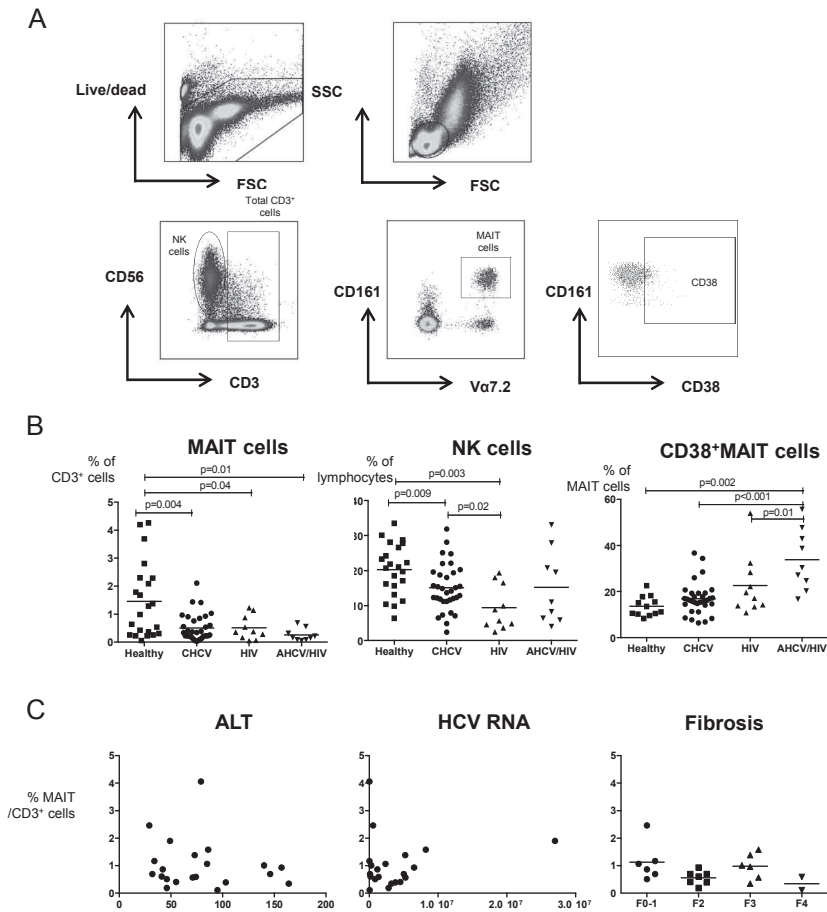 A
Live/dead
SSC
FSC
FSC
Total CD3⁺
cells
NK
cells
CD56
CD3
MAIT
cells
CD161
Vα7.2
CD161
CD38
CD38
B
MAIT cells
% of
CD3⁺ cells
p=0.01
p=0.04
p=0.004
5
4
3
2
1
0
Healthy
CHCV
HIV
AHCV/HIV
NK cells
% of
lymphocytes
p=0.003
p=0.009
p=0.02
40
30
20
10
0
Healthy
CHCV
HIV
AHCV/HIV
CD38⁺MAIT cells
% of
MAIT cells
p=0.002
p<0.001
p=0.01
60
40
20
0
Healthy
CHCV
HIV
AHCV/HIV
C
ALT
% MAIT
/CD3⁺ cells
5
4
3
2
1
0
0
50
100
150
200
HCV RNA
5
4
3
2
1
0
0
1.0 10⁷
2.0 10⁷
3.0 10⁷
Fibrosis
5
4
3
2
1
0
F0-1
F2
F3
F4